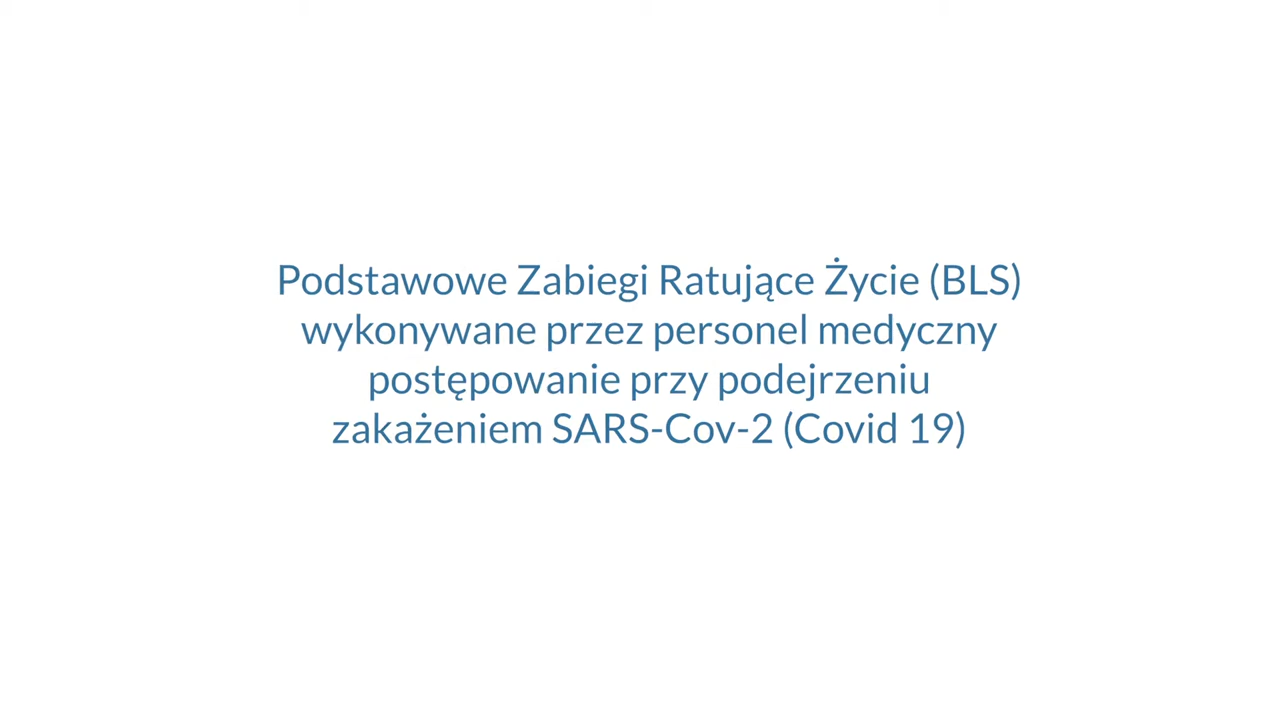 Podstawowe Zabiegi Ratujące Życie (BLS)
wykonywane przez personel medyczny
postępowanie przy podejrzeniu
zakażeniem SARS-Cov-2 (Covid 19)